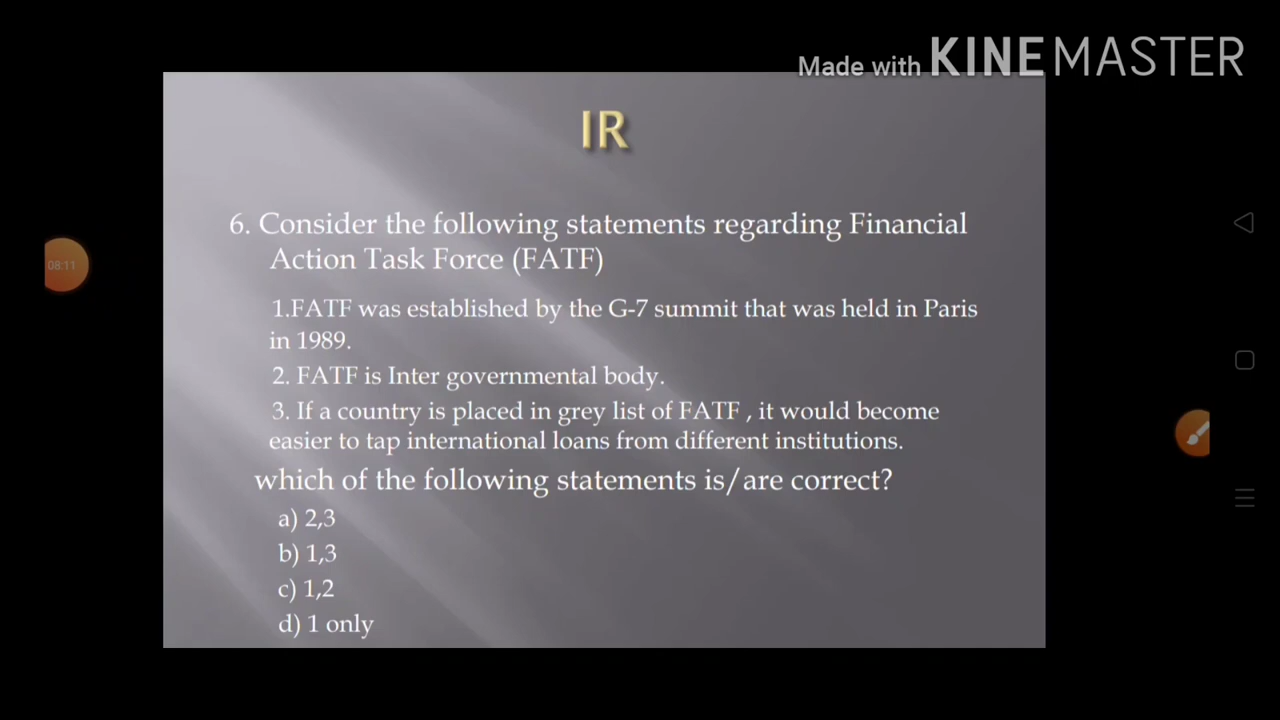 Made with KINEMASTER
IR
08:11
6. Consider the following statements regarding Financial
Action Task Force (FATF)
1.FATF was established by the G-7 summit that was held in Paris
in 1989.
2. FATF is Inter governmental body.
3. If a country is placed in grey list of FATF , it would become
easier to tap international loans from different institutions.
which of the following statements is/are correct?
a) 2,3
b) 1,3
c) 1,2
d) 1 only